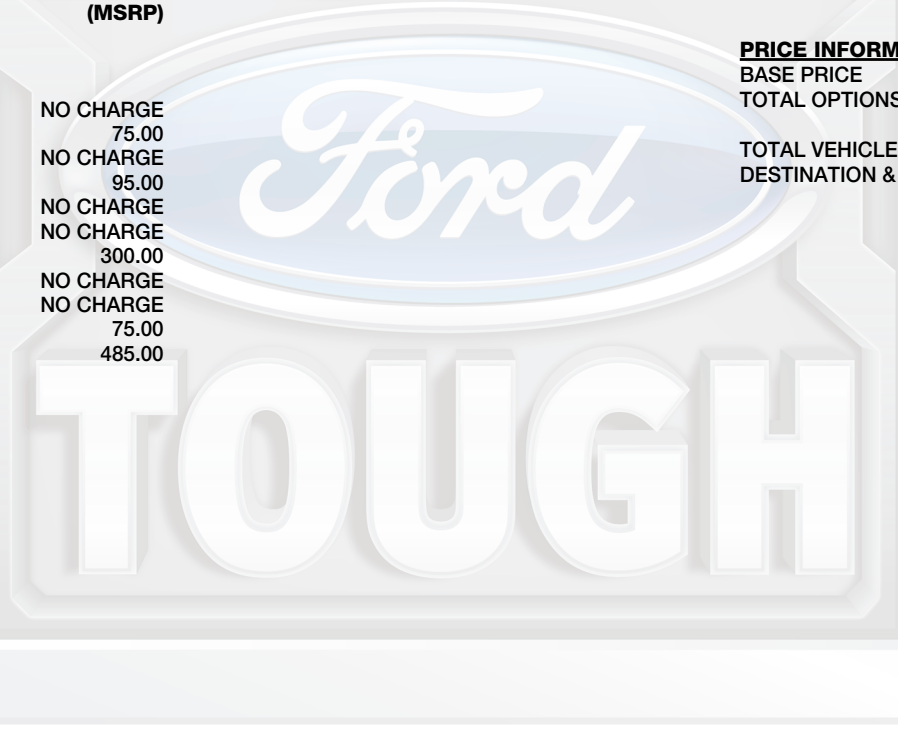 (MSRP)
NO CHARGE
75.00
NO CHARGE
95.00
NO CHARGE
NO CHARGE
300.00
NO CHARGE
NO CHARGE
75.00
485.00
PRICE INFORM
BASE PRICE
TOTAL OPTIONS
TOTAL VEHICLE
DESTINATION &
Ford
TOUGH